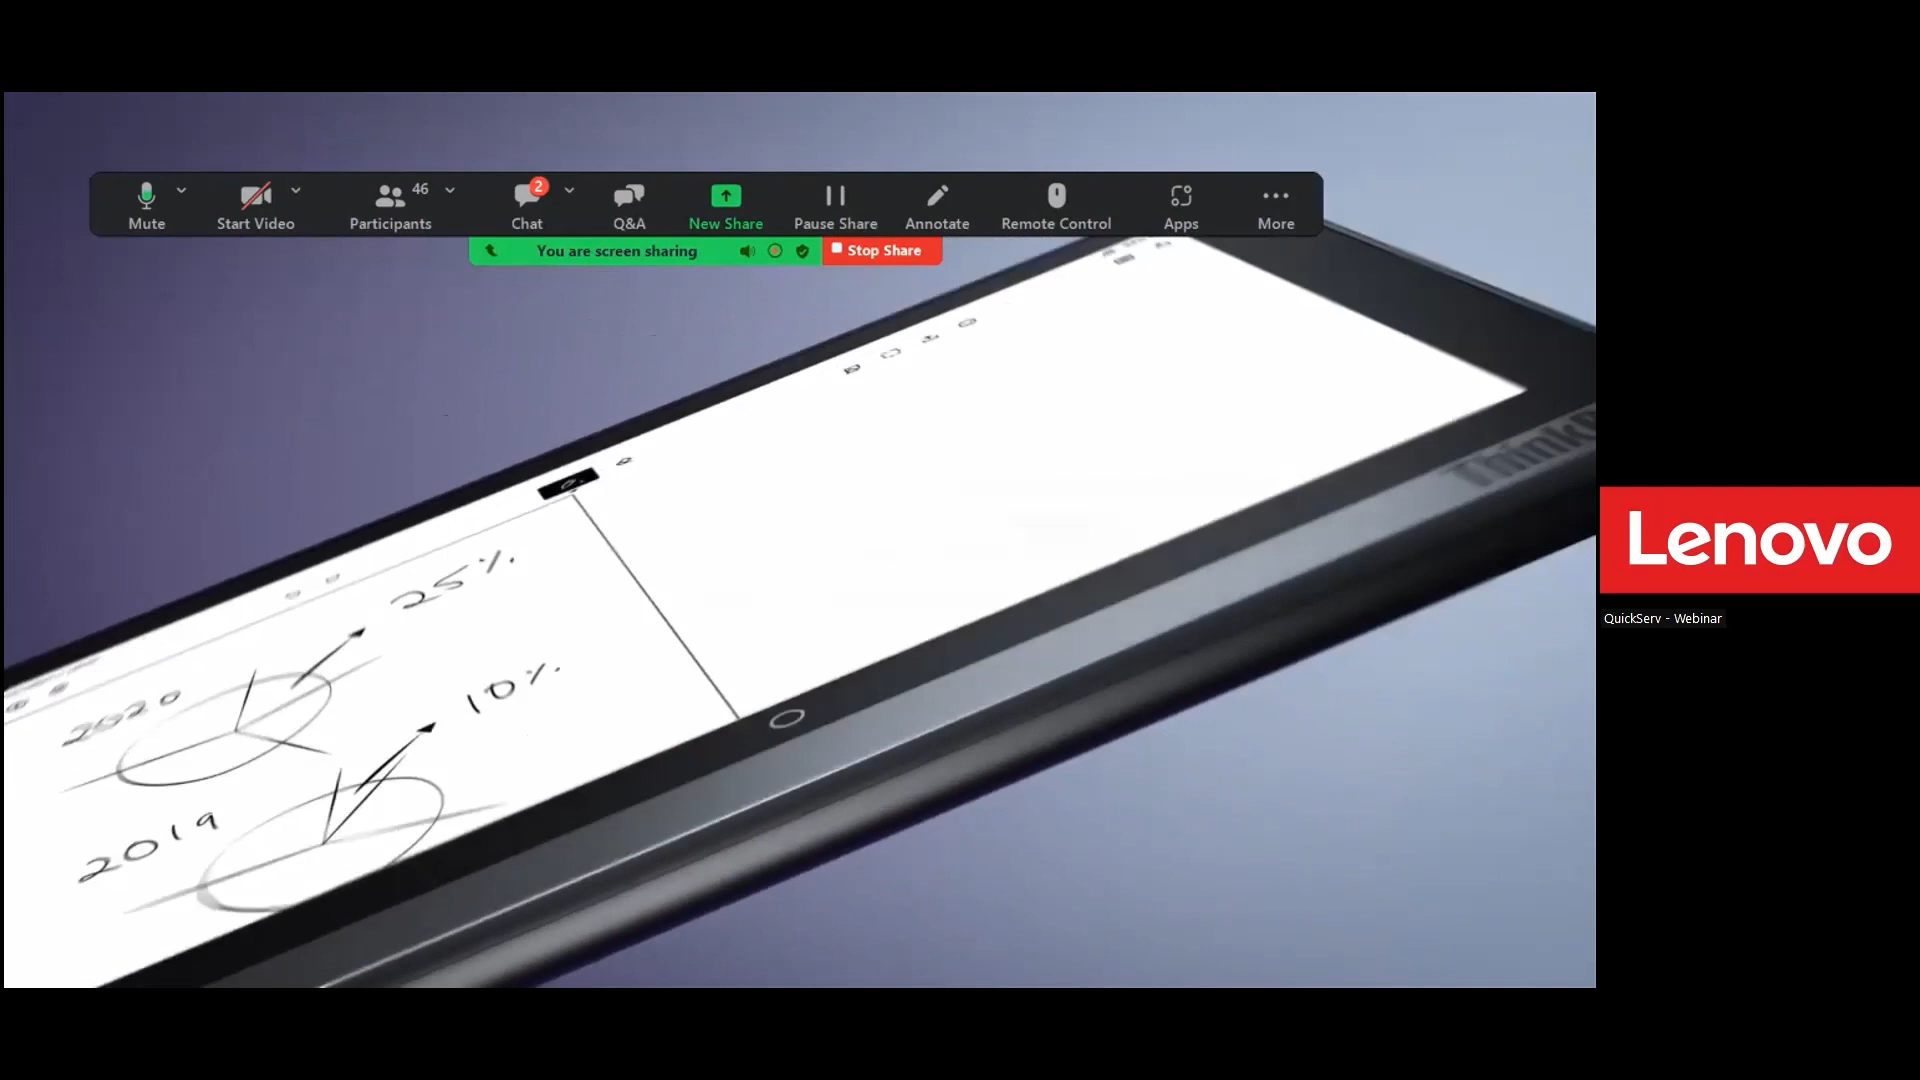 46
2
Mute
Start Video
Participants
Chat
Q&A
New Share
Pause Share
Annotate
Remote Control
Apps
More
You are screen sharing
Stop Share
25%
2020
10%
2019
Lenovo
QuickServ - Webinar